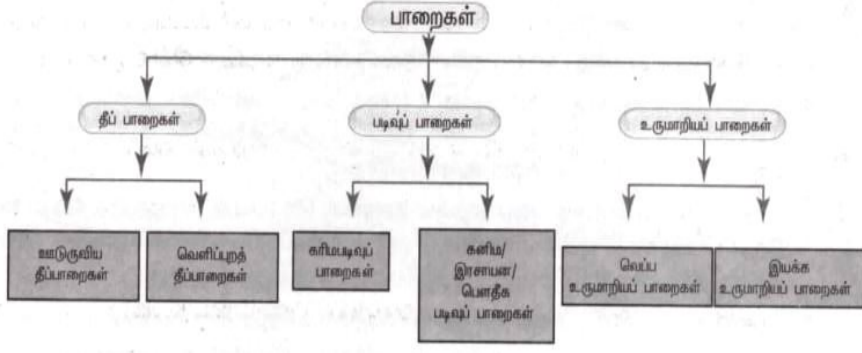 பாறைகள்
தீப் பாறைகள்
படிவுப் பாறைகள்
உருமாறியப் பாறைகள்
ஊடுருவிய
தீப்பாறைகள்
வெளிப்புறத்
தீப்பாறைகள்
கரிமபடிவுப்
பாறைகள்
கனிம/
இரசாயன/
பௌதீக
படிவுப் பாறைகள்
வெப்ப
உருமாறியப் பாறைகள்
இயக்க
உருமாறியப் பாறைகள்